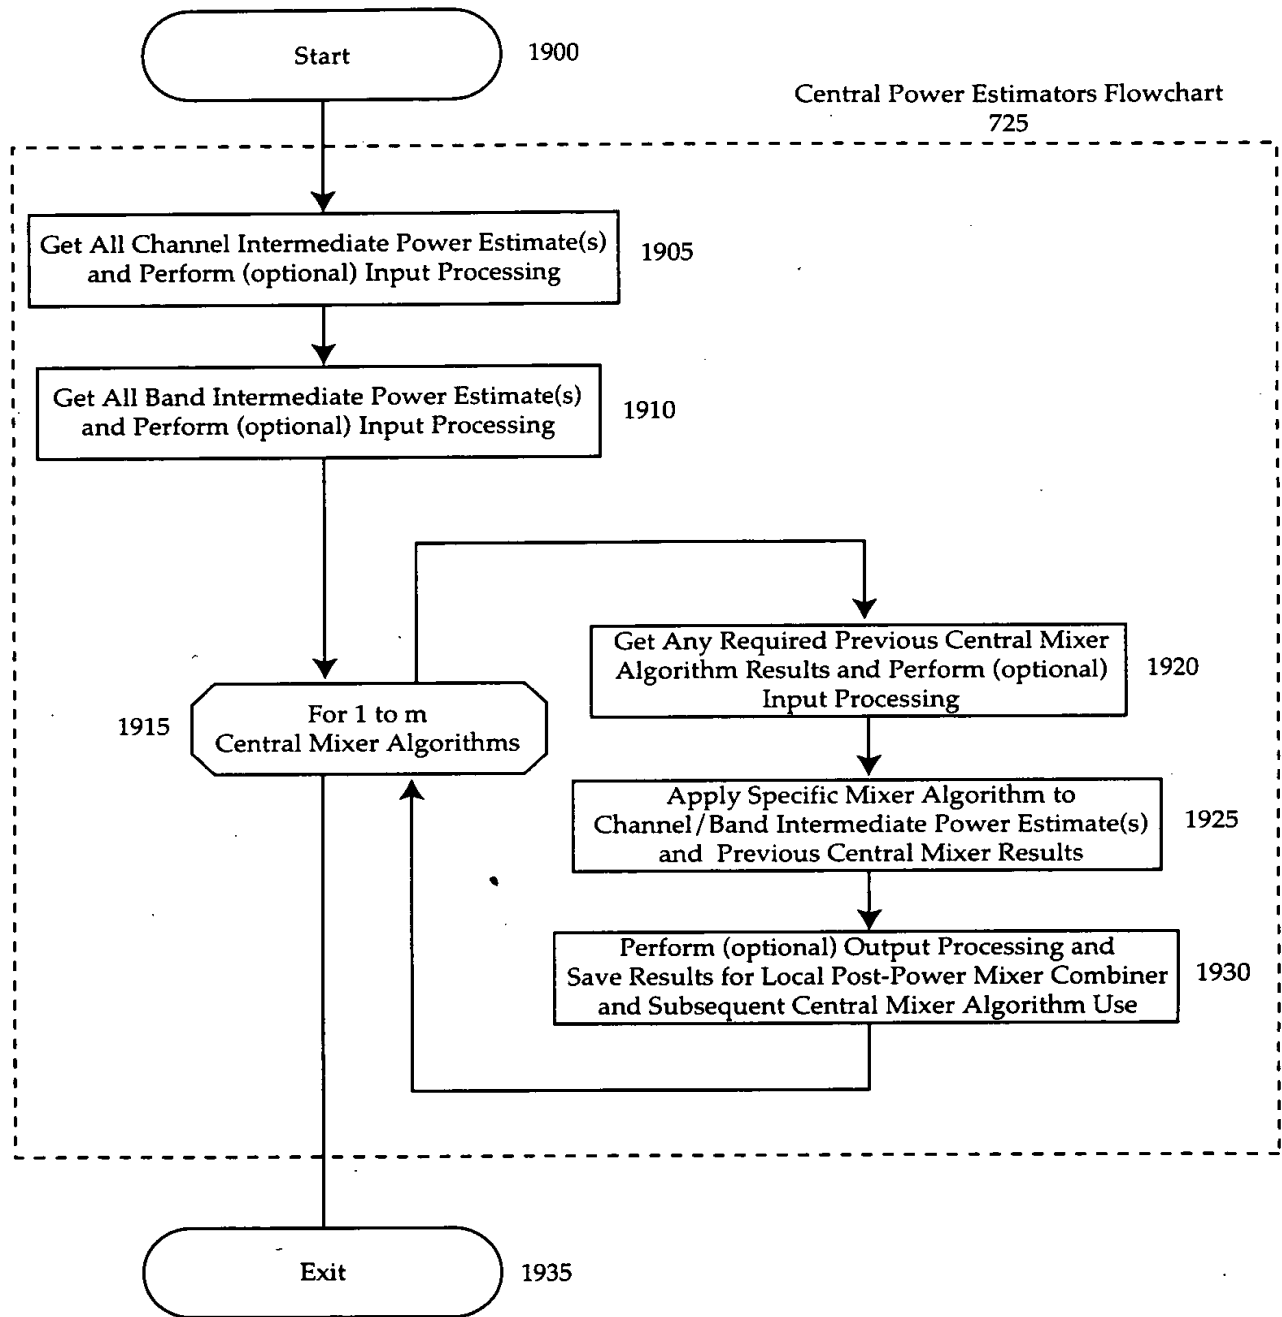 Start
1900
Central Power Estimators Flowchart
725
Get All Channel Intermediate Power Estimate(s)
and Perform (optional) Input Processing
1905
Get All Band Intermediate Power Estimate(s)
and Perform (optional) Input Processing
1910
1915
For 1 to m
Central Mixer Algorithms
Get Any Required Previous Central Mixer
Algorithm Results and Perform (optional)
Input Processing
1920
Apply Specific Mixer Algorithm to
Channel/Band Intermediate Power Estimate(s)
and Previous Central Mixer Results
1925
Perform (optional) Output Processing and
Save Results for Local Post-Power Mixer Combiner
and Subsequent Central Mixer Algorithm Use
1930
Exit
1935